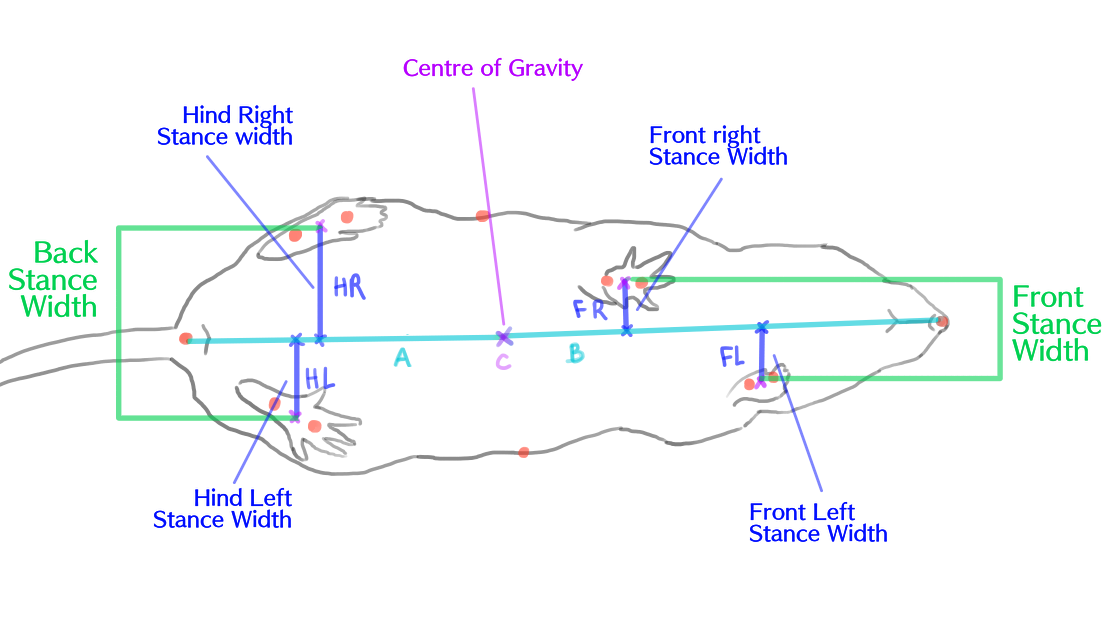 Centre of Gravity
Hind Right
Stance width
Front right
Stance Width
Back
Stance
Width
HR
FR
Front
Stance
Width
A
C
B
FL
HL
Hind Left
Stance Width
Front Left
Stance Width